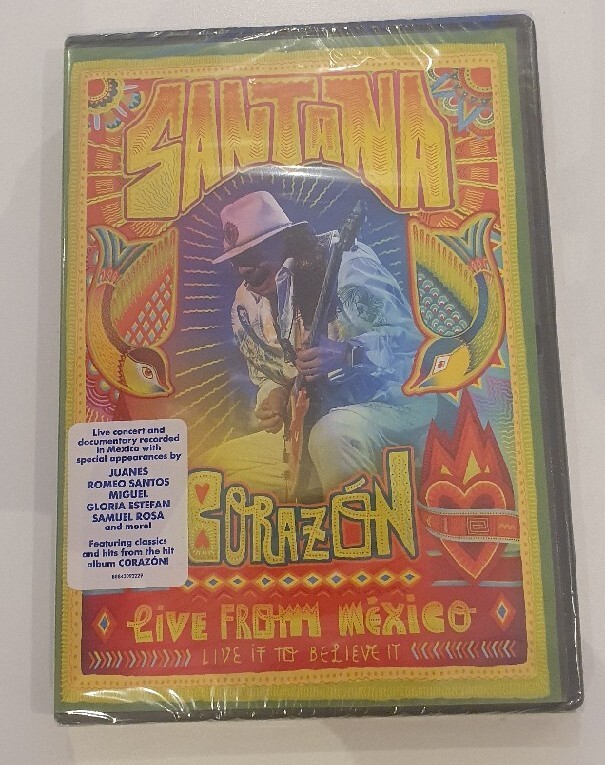 SANTANA
CORAZÓN
LIVE FROM MÉXICO
LIVE IT TO BELIEVE IT
Live concert and
documentary recorded
in Mexico with
special appearances by
JUANES
ROMEO SANTOS
MIGUEL
GLORIA ESTEFAN
SAMUEL ROSA
and more!
Featuring classics
and hits from the hit
album CORAZÓN!